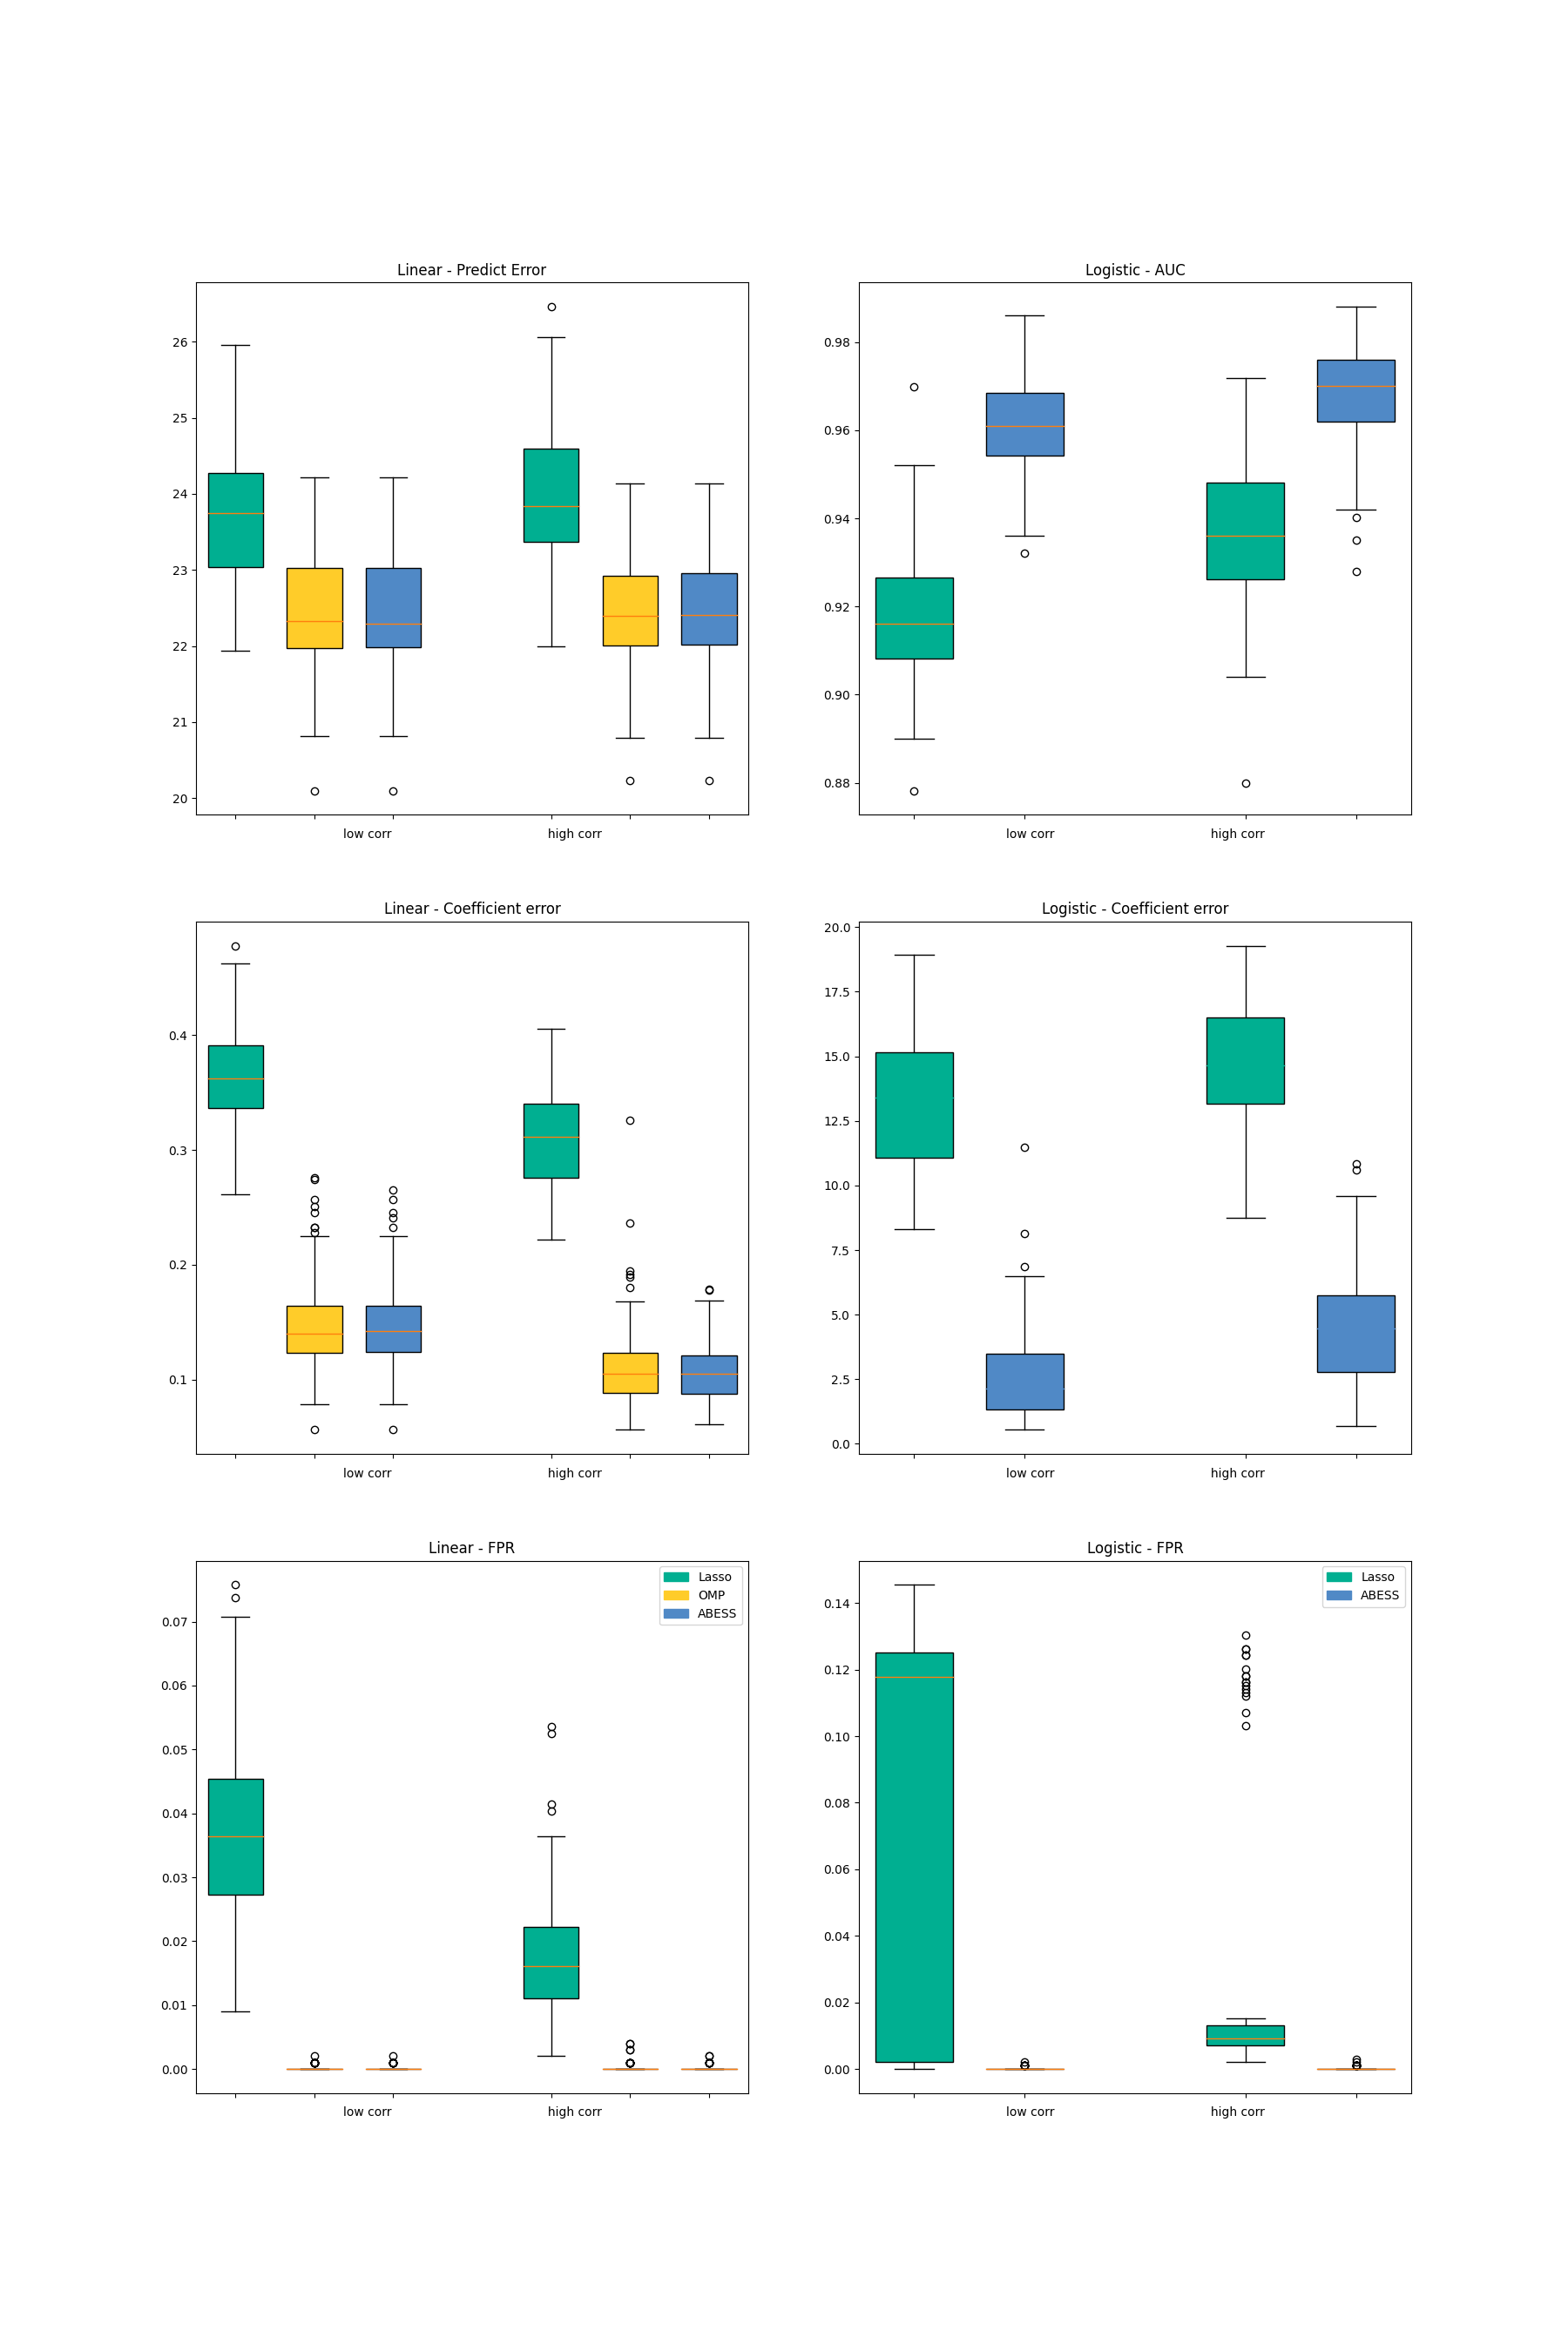 Linear - Predict Error
26
25
24
23
22
21
20
low corr
high corr
Logistic - AUC
0.98
0.96
0.94
0.92
0.90
0.88
low corr
high corr
Linear - Coefficient error
0.4
0.3
0.2
0.1
low corr
high corr
Logistic - Coefficient error
20.0
17.5
15.0
12.5
10.0
7.5
5.0
2.5
0.0
low corr
high corr
Linear - FPR
Lasso
OMP
ABESS
0.07
0.06
0.05
0.04
0.03
0.02
0.01
0.00
low corr
high corr
Logistic - FPR
Lasso
ABESS
0.14
0.12
0.10
0.08
0.06
0.04
0.02
0.00
low corr
high corr